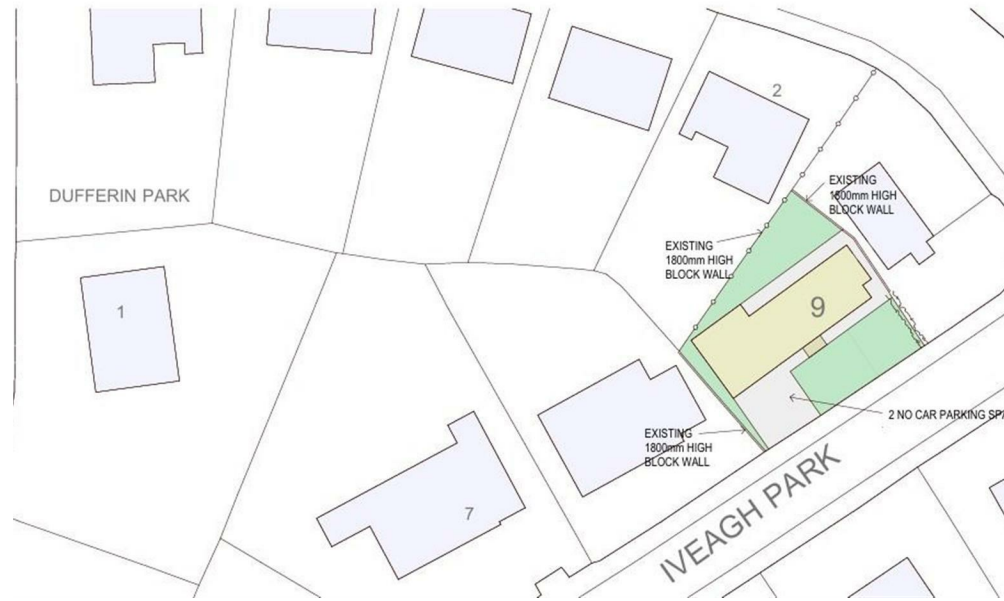 2
EXISTING
1800mm HIGH
BLOCK WALL
DUFFERIN PARK
EXISTING
1800mm HIGH
BLOCK WALL
1
9
2 NO CAR PARKING SPA
EXISTING
1800mm HIGH
BLOCK WALL
7
IVEAGH PARK